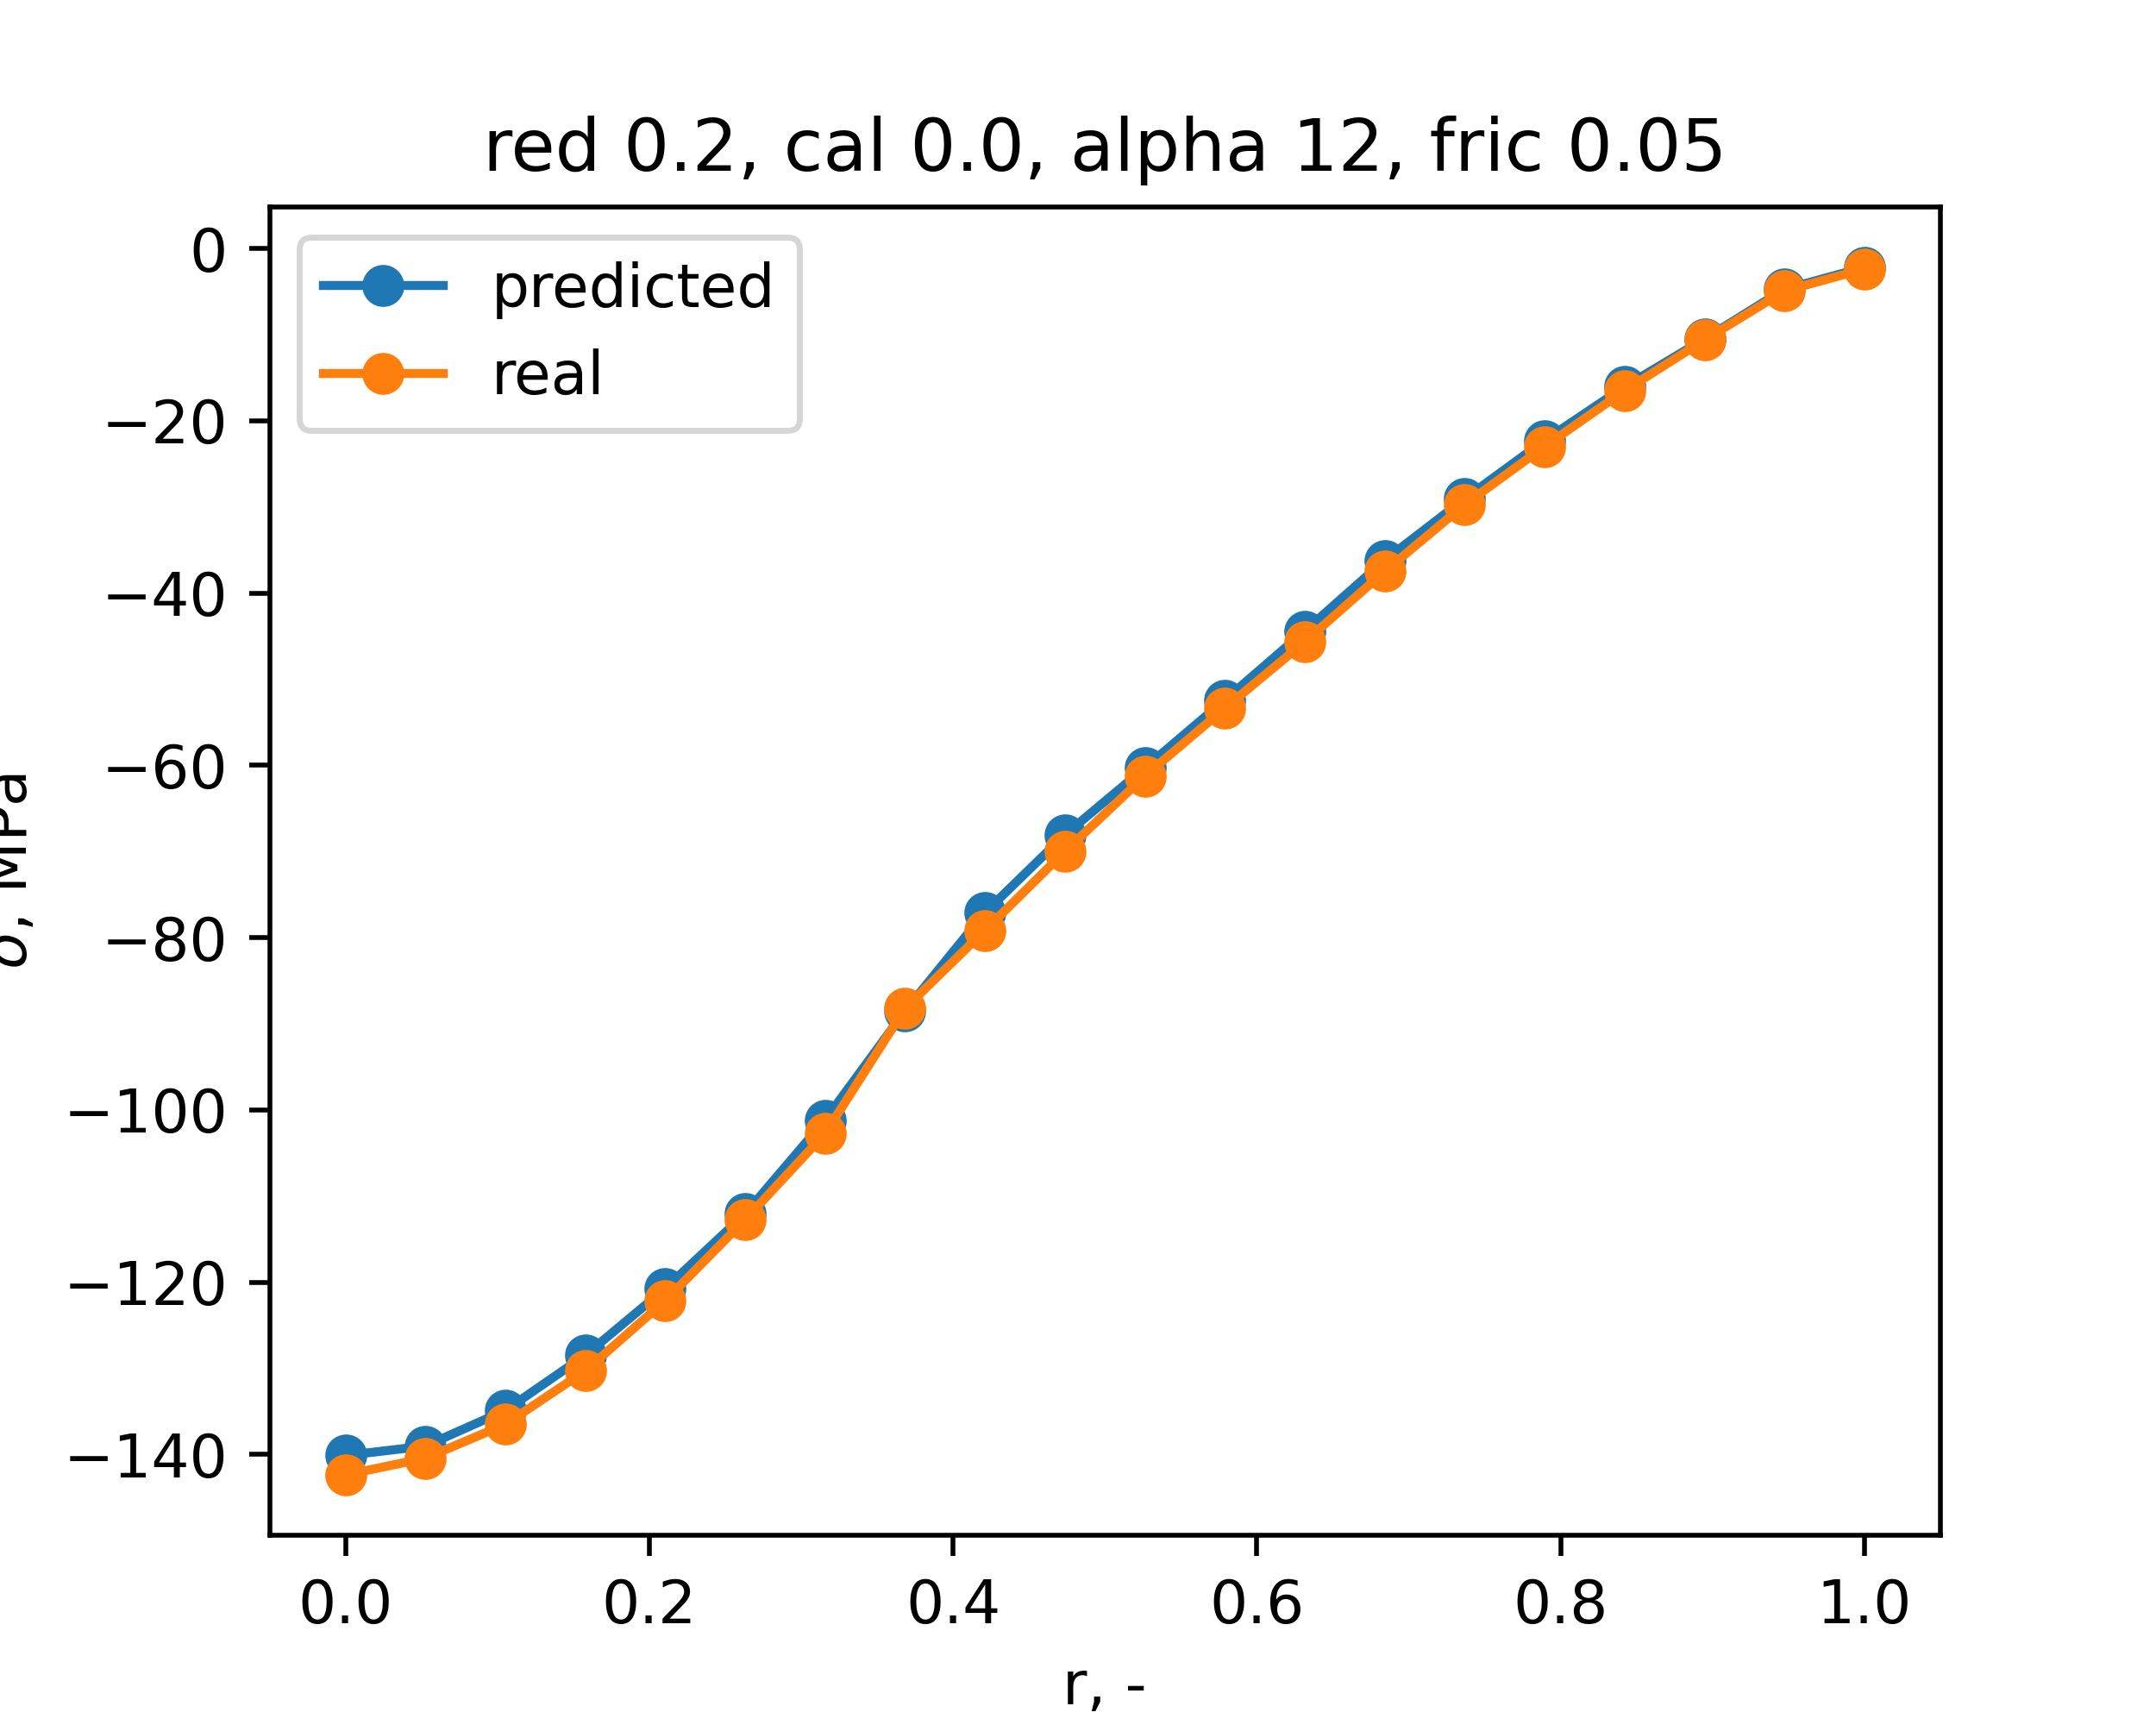 red 0.2, cal 0.0, alpha 12, fric 0.05
predicted
real
0
−20
−40
−60
−80
−100
−120
−140
σ, MPa
0.0 0.2 0.4 0.6 0.8 1.0
r, -